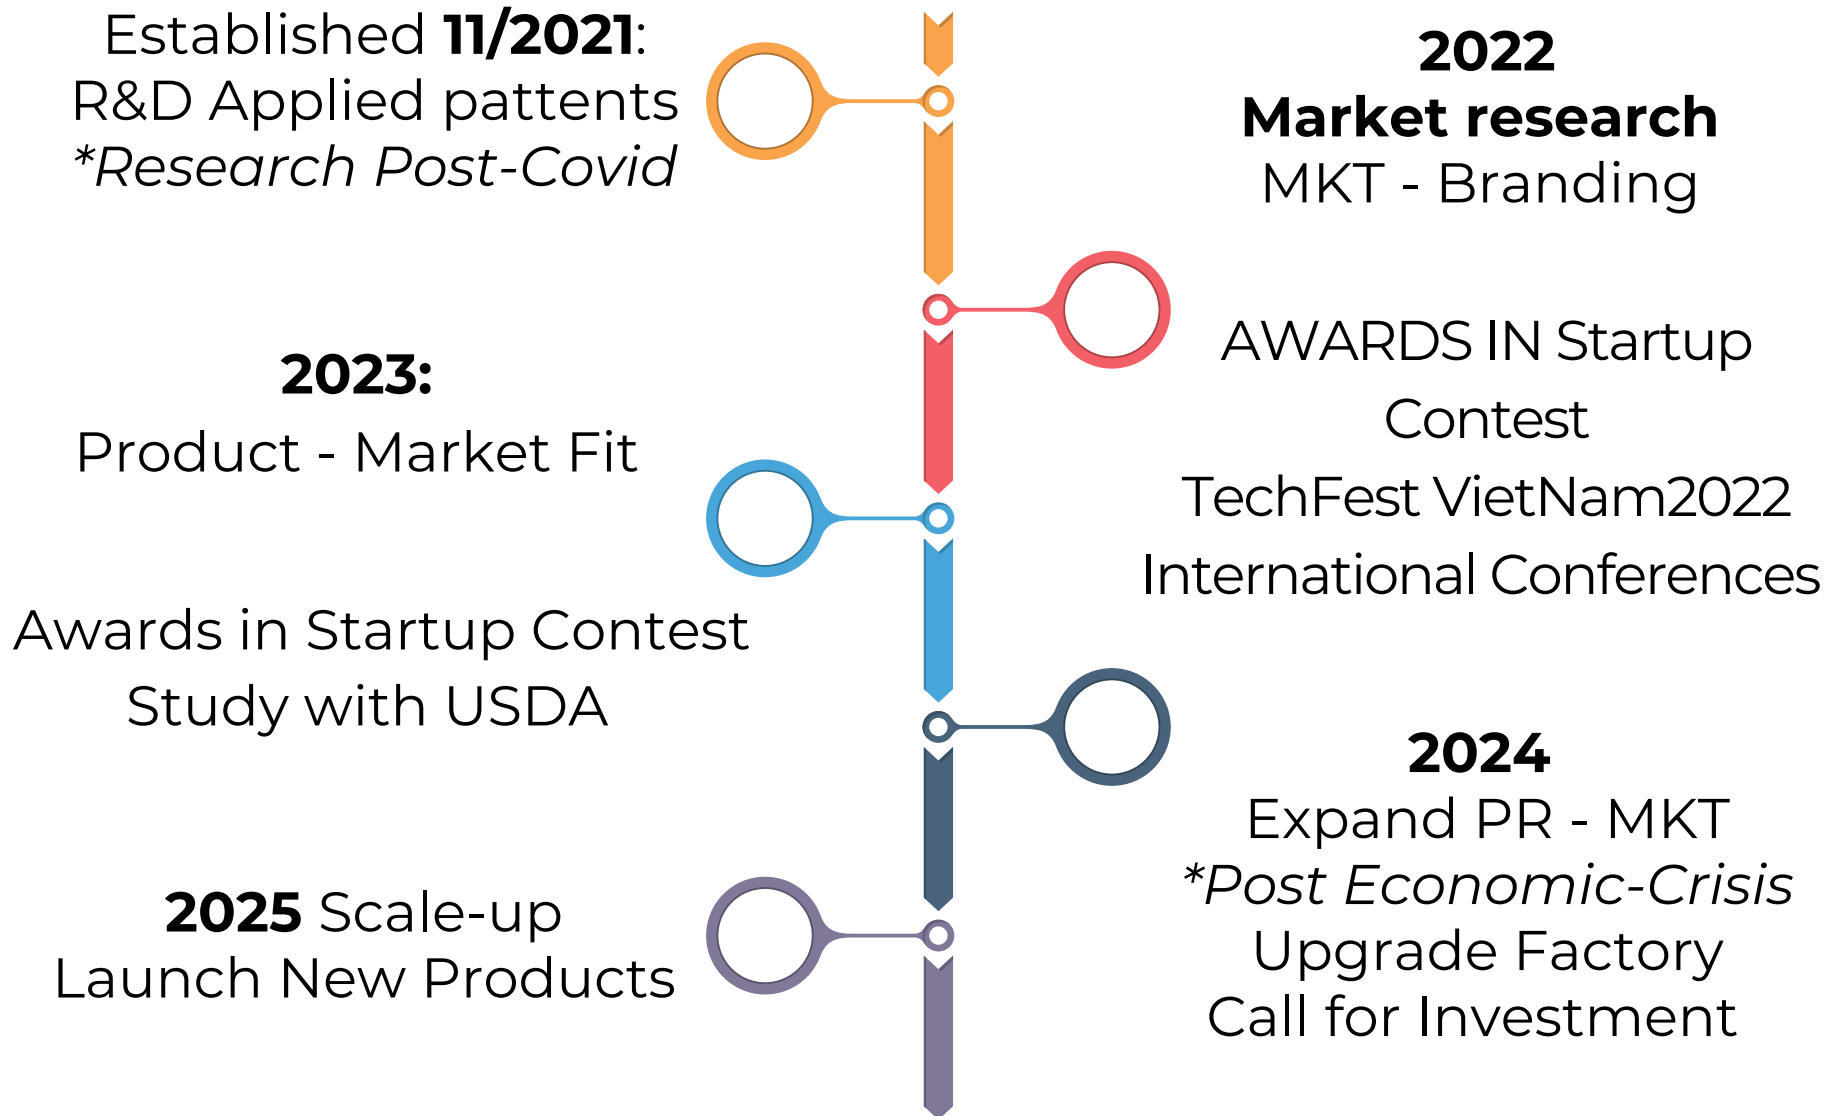 Established 11/2021:
R&D Applied pattents
*Research Post-Covid
2022
Market research
MKT - Branding
AWARDS IN Startup
Contest
TechFest VietNam2022
International Conferences
2023:
Product - Market Fit
Awards in Startup Contest
Study with USDA
2024
Expand PR - MKT
*Post Economic-Crisis
Upgrade Factory
Call for Investment
2025 Scale-up
Launch New Products